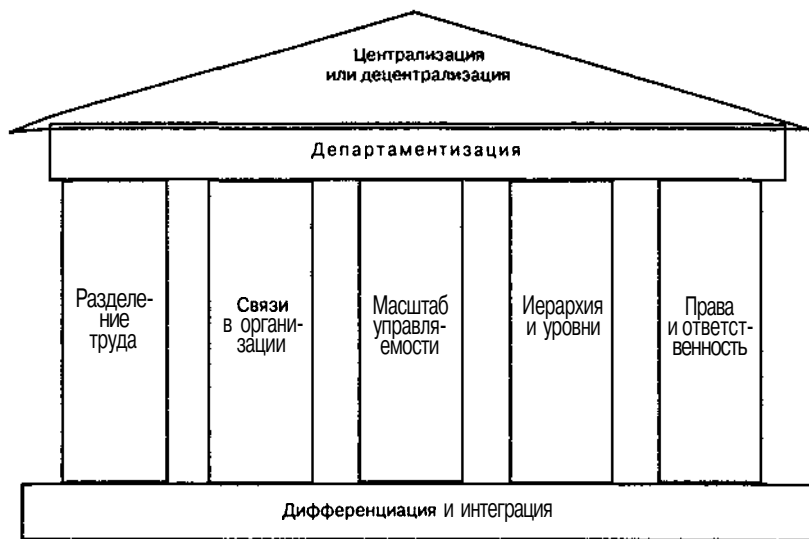 Централизация
или децентрализация
Департаментизация
Разделе-
ние
труда
Связи
в органи-
зации
Масштаб
управля-
емости
Иерархия
и уровни
Права
и ответст-
венность
Дифференциация и интеграция